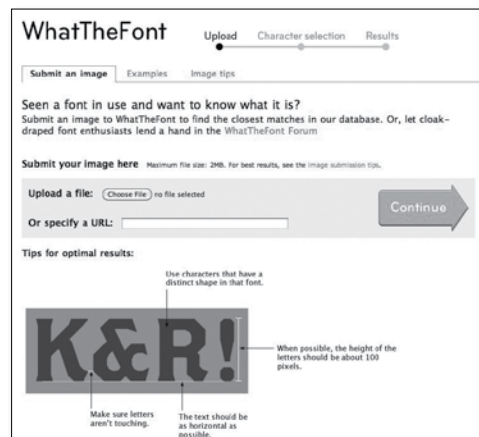 WhatTheFont
Upload Character selection Results
Submit an image Examples Image tips
Seen a font in use and want to know what it is?
Submit an image to WhatTheFont to find the closest matches in our database. Or, let cloak-
draped font enthusiasts lend a hand in the WhatTheFont Forum
Submit your image here Maximum file size: 2MB. For best results, see the image submission tips.
Upload a file: Choose File no file selected
Continue
Or specify a URL:
Tips for optimal results:
Use characters that have a
distinct shape in that font.
K&R!
When possible, the height of the
letters should be about 100
pixels.
Make sure letters
aren't touching.
The text should be
as horizontal as
possible.